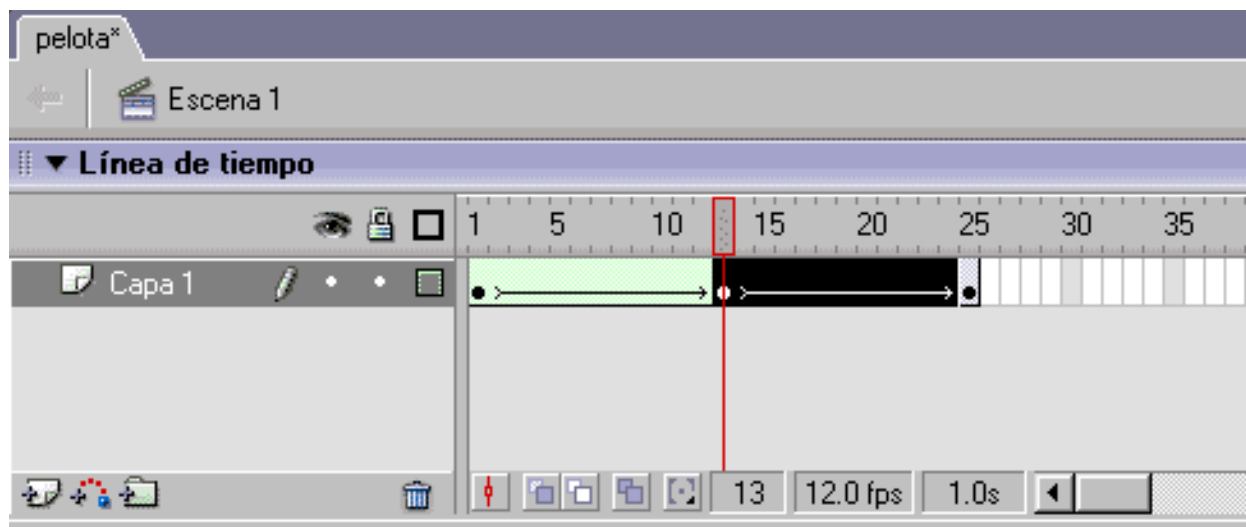 pelota*
Escena 1
Línea de tiempo
1 5 10 15 20 25 30 35
Capa 1
13 12.0 fps 1.0s